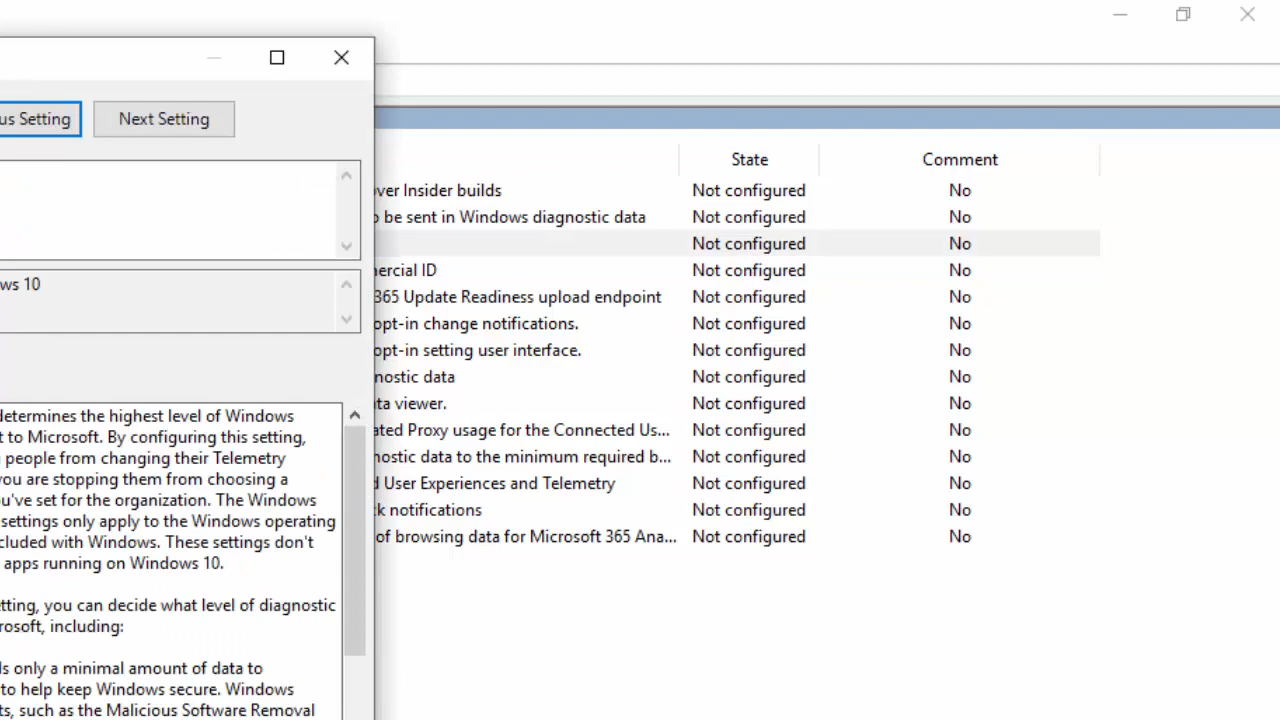 us Setting
Next Setting
ws 10
determines the highest level of Windows
t to Microsoft. By configuring this setting,
people from changing their Telemetry
you are stopping them from choosing a
u've set for the organization. The Windows
settings only apply to the Windows operating
cluded with Windows. These settings don't
apps running on Windows 10.
etting, you can decide what level of diagnostic
rosoft, including:
ds only a minimal amount of data to
to help keep Windows secure. Windows
ts, such as the Malicious Software Removal
State Comment
over Insider builds Not configured No
o be sent in Windows diagnostic data Not configured No
Not configured No
mercial ID Not configured No
365 Update Readiness upload endpoint Not configured No
opt-in change notifications. Not configured No
opt-in setting user interface. Not configured No
nostic data Not configured No
ta viewer. Not configured No
ated Proxy usage for the Connected Us... Not configured No
nostic data to the minimum required b... Not configured No
d User Experiences and Telemetry Not configured No
ck notifications Not configured No
of browsing data for Microsoft 365 Ana... Not configured No